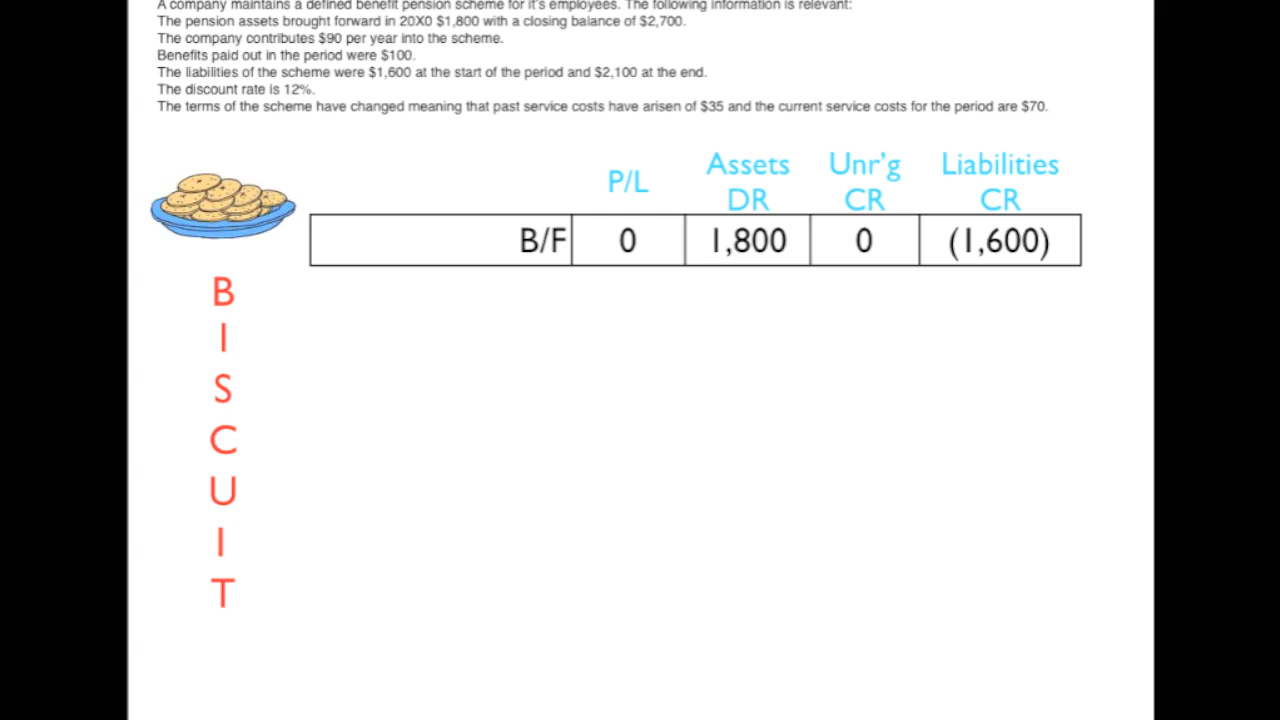 A company maintains a defined benefit pension scheme for it's employees. The following information is relevant:
The pension assets brought forward in 20X0 $1,800 with a closing balance of $2,700.
The company contributes $90 per year into the scheme.
Benefits paid out in the period were $100.
The liabilities of the scheme were $1,600 at the start of the period and $2,100 at the end.
The discount rate is 12%.
The terms of the scheme have changed meaning that past service costs have arisen of $35 and the current service costs for the period are $70.
P/L Assets DR Unr'g CR Liabilities CR
B/F 0 1,800 0 (1,600)
B
I
S
C
U
I
T